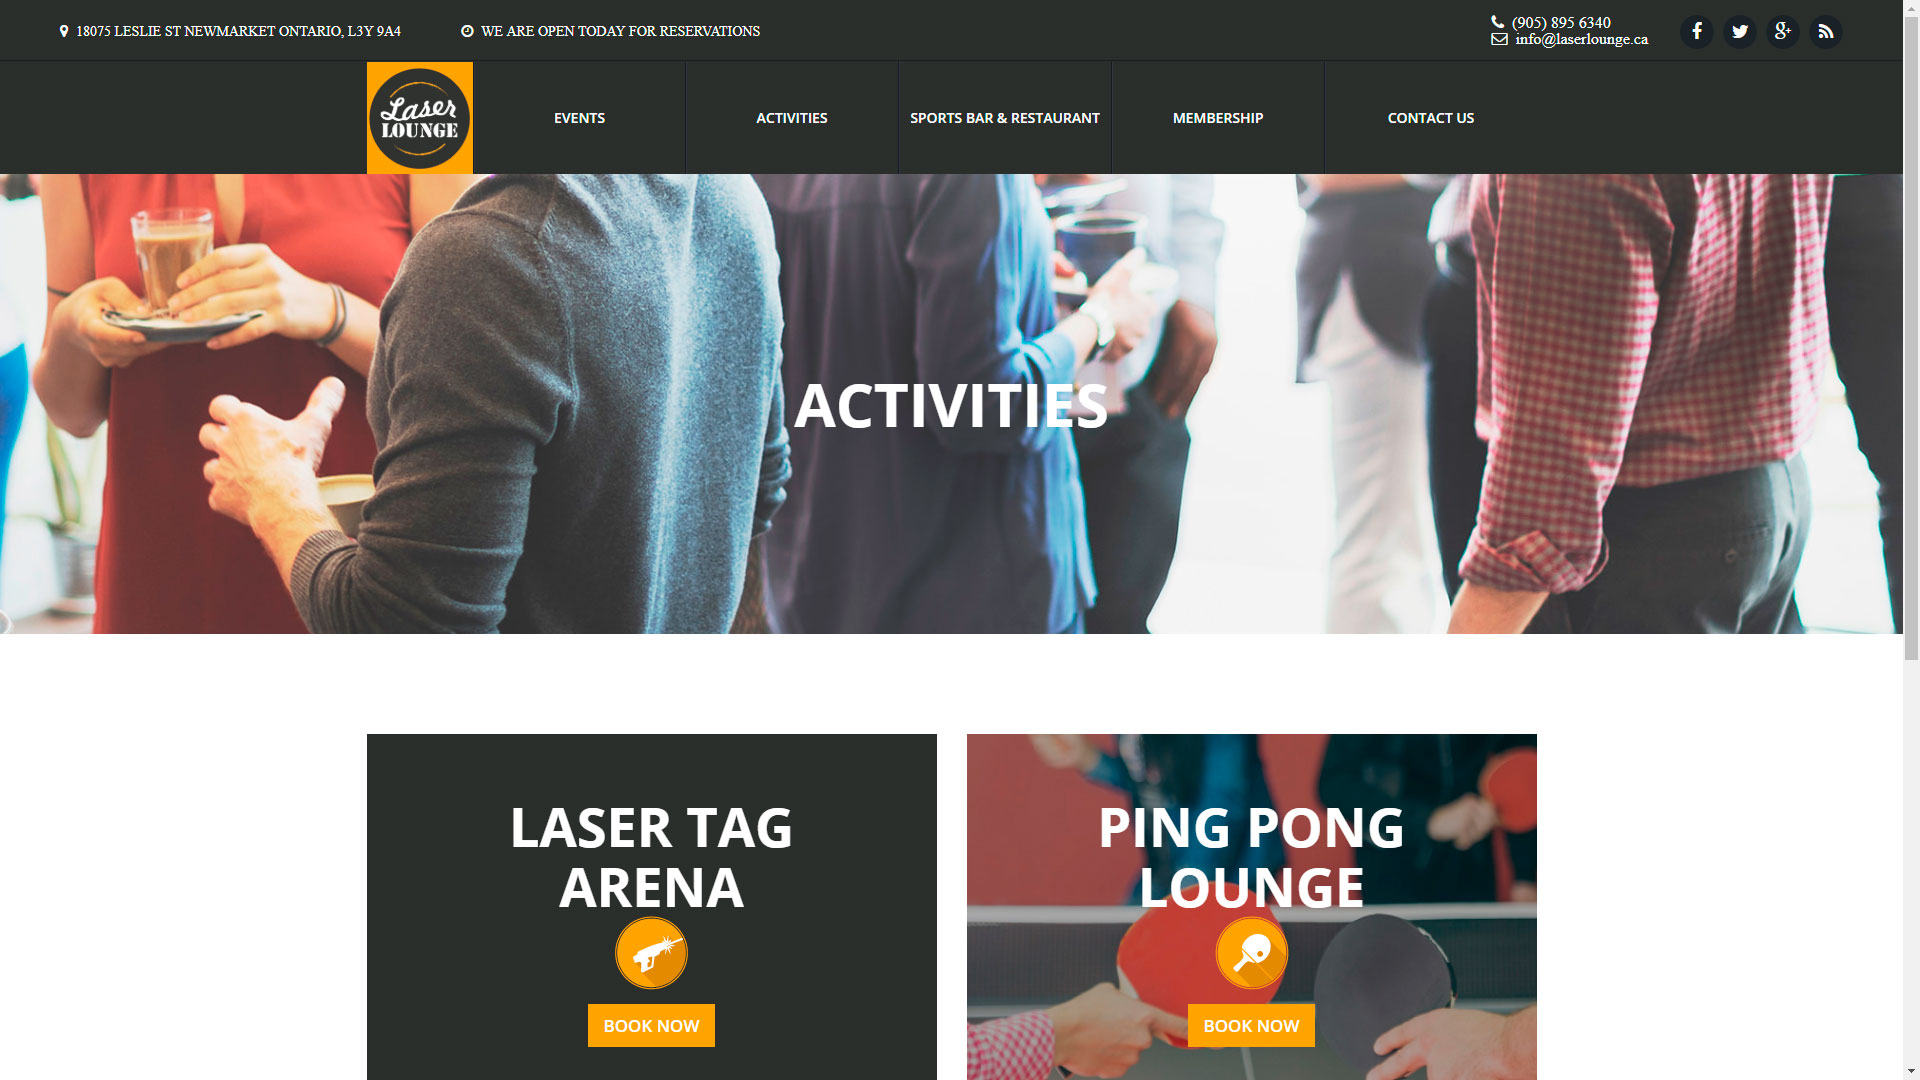 18075 LESLIE ST NEWMARKET ONTARIO, L3Y 9A4
WE ARE OPEN TODAY FOR RESERVATIONS
(905) 895 6340
info@laserlounge.ca
Laser
LOUNGE
EVENTS
ACTIVITIES
SPORTS BAR & RESTAURANT
MEMBERSHIP
CONTACT US
ACTIVITIES
LASER TAG
ARENA
BOOK NOW
PING PONG
LOUNGE
BOOK NOW